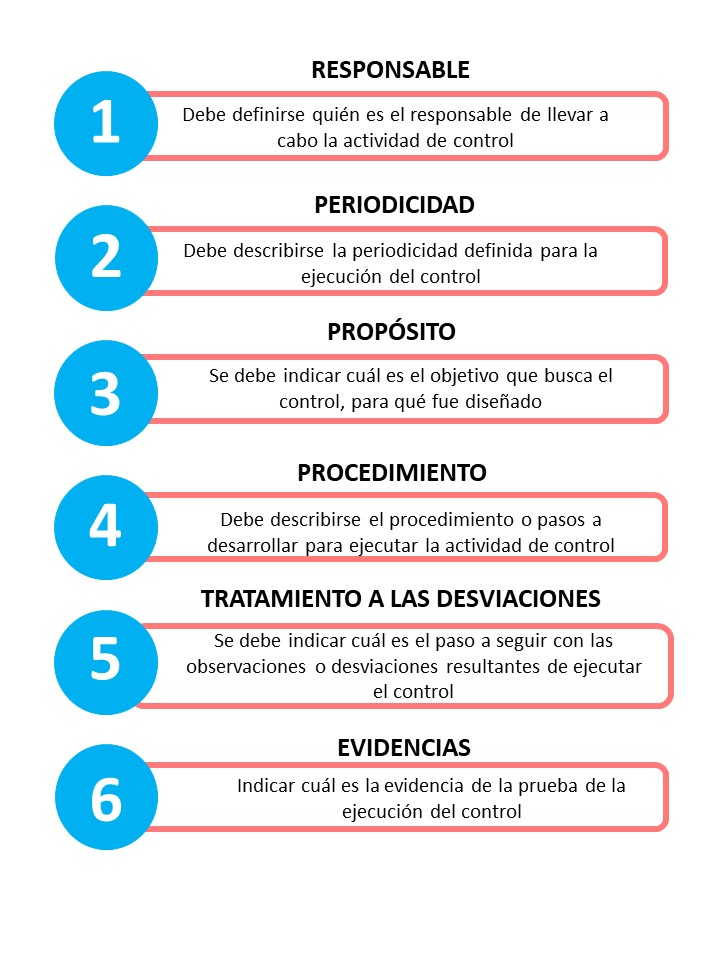 RESPONSABLE
1
Debe definirse quién es el responsable de llevar a
cabo la actividad de control
PERIODICIDAD
2
Debe describirse la periodicidad definida para la
ejecución del control
PROPÓSITO
3
Se debe indicar cuál es el objetivo que busca el
control, para qué fue diseñado
PROCEDIMIENTO
4
Debe describirse el procedimiento o pasos a
desarrollar para ejecutar la actividad de control
TRATAMIENTO A LAS DESVIACIONES
5
Se debe indicar cuál es el paso a seguir con las
observaciones o desviaciones resultantes de ejecutar
el control
EVIDENCIAS
6
Indicar cuál es la evidencia de la prueba de la
ejecución del control